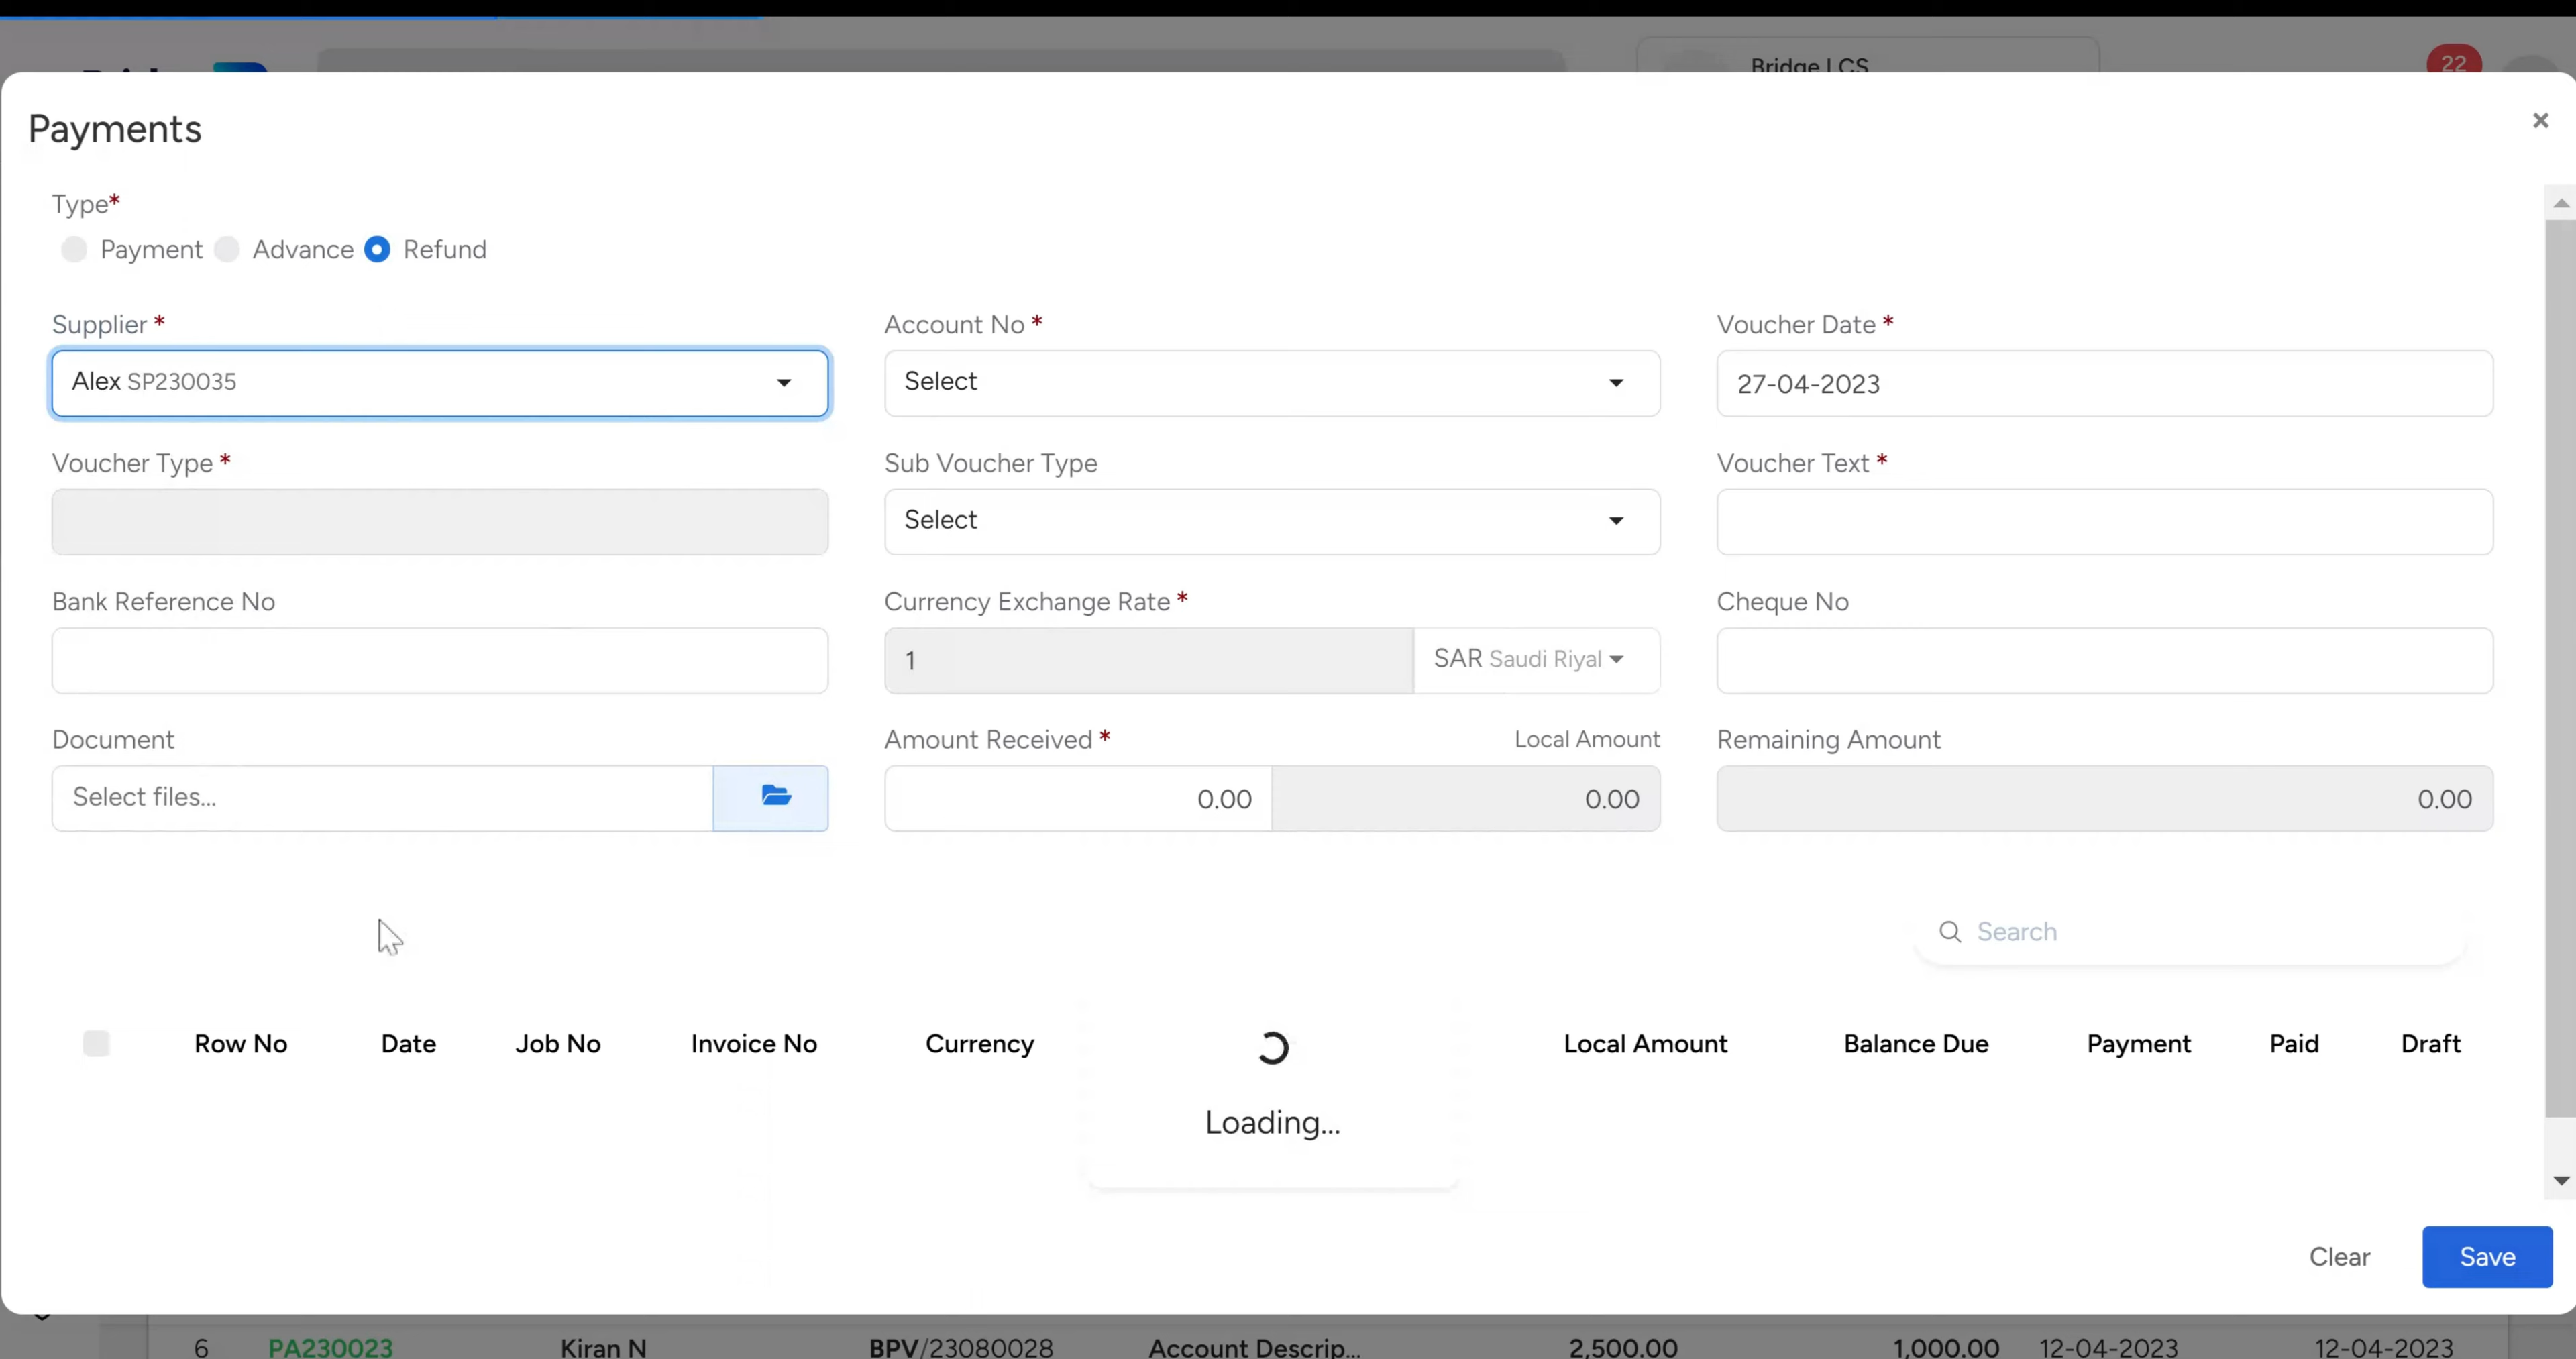 Bridge LCS
22
Payments
×
Type*
Payment Advance Refund
Supplier * Account No * Voucher Date *
Alex SP230035 Select 27-04-2023
Voucher Type * Sub Voucher Type Voucher Text *
Select
Bank Reference No Currency Exchange Rate * Cheque No
1 SAR Saudi Riyal
Document Amount Received * Local Amount Remaining Amount
Select files... 0.00 0.00 0.00
Search
Row No Date Job No Invoice No Currency Local Amount Balance Due Payment Paid Draft
Loading...
Clear Save
6 PA230023 Kiran N BPV/23080028 Account Descrip... 2,500.00 1,000.00 12-04-2023 12-04-2023